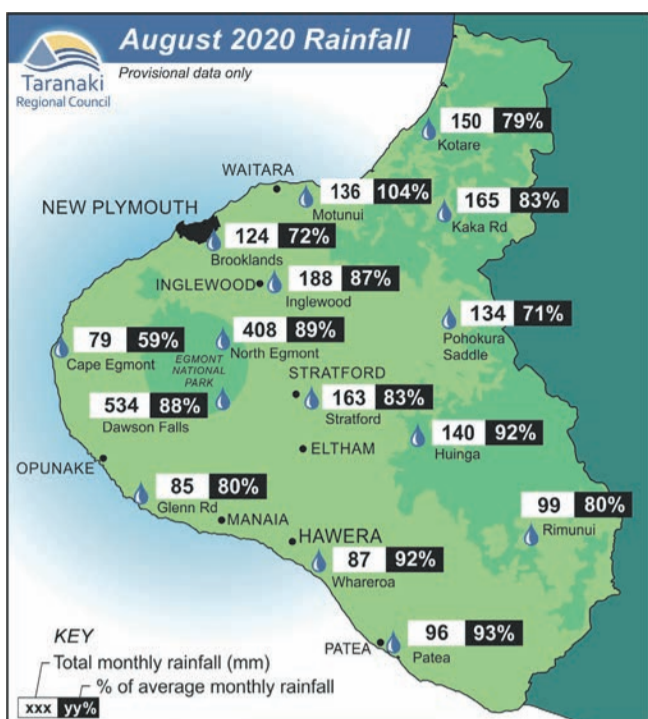 August 2020 Rainfall
Taranaki
Regional Council
Provisional data only
150 79%
Kotare
WAITARA
136 104%
Motunui
165 83%
Kaka Rd
NEW PLYMOUTH
124 72%
Brooklands
INGLEWOOD
188 87%
Inglewood
134 71%
Pohokura
Saddle
79 59%
Cape Egmont
408 89%
North Egmont
EGMONT
NATIONAL
PARK
STRATFORD
163 83%
Stratford
534 88%
Dawson Falls
140 92%
Huinga
ELTHAM
OPUNAKE
85 80%
Glenn Rd
MANAIA
99 80%
Rimunui
HAWERA
87 92%
Whareroa
PATEA
96 93%
Patea
KEY
Total monthly rainfall (mm)
% of average monthly rainfall
xxx yy%